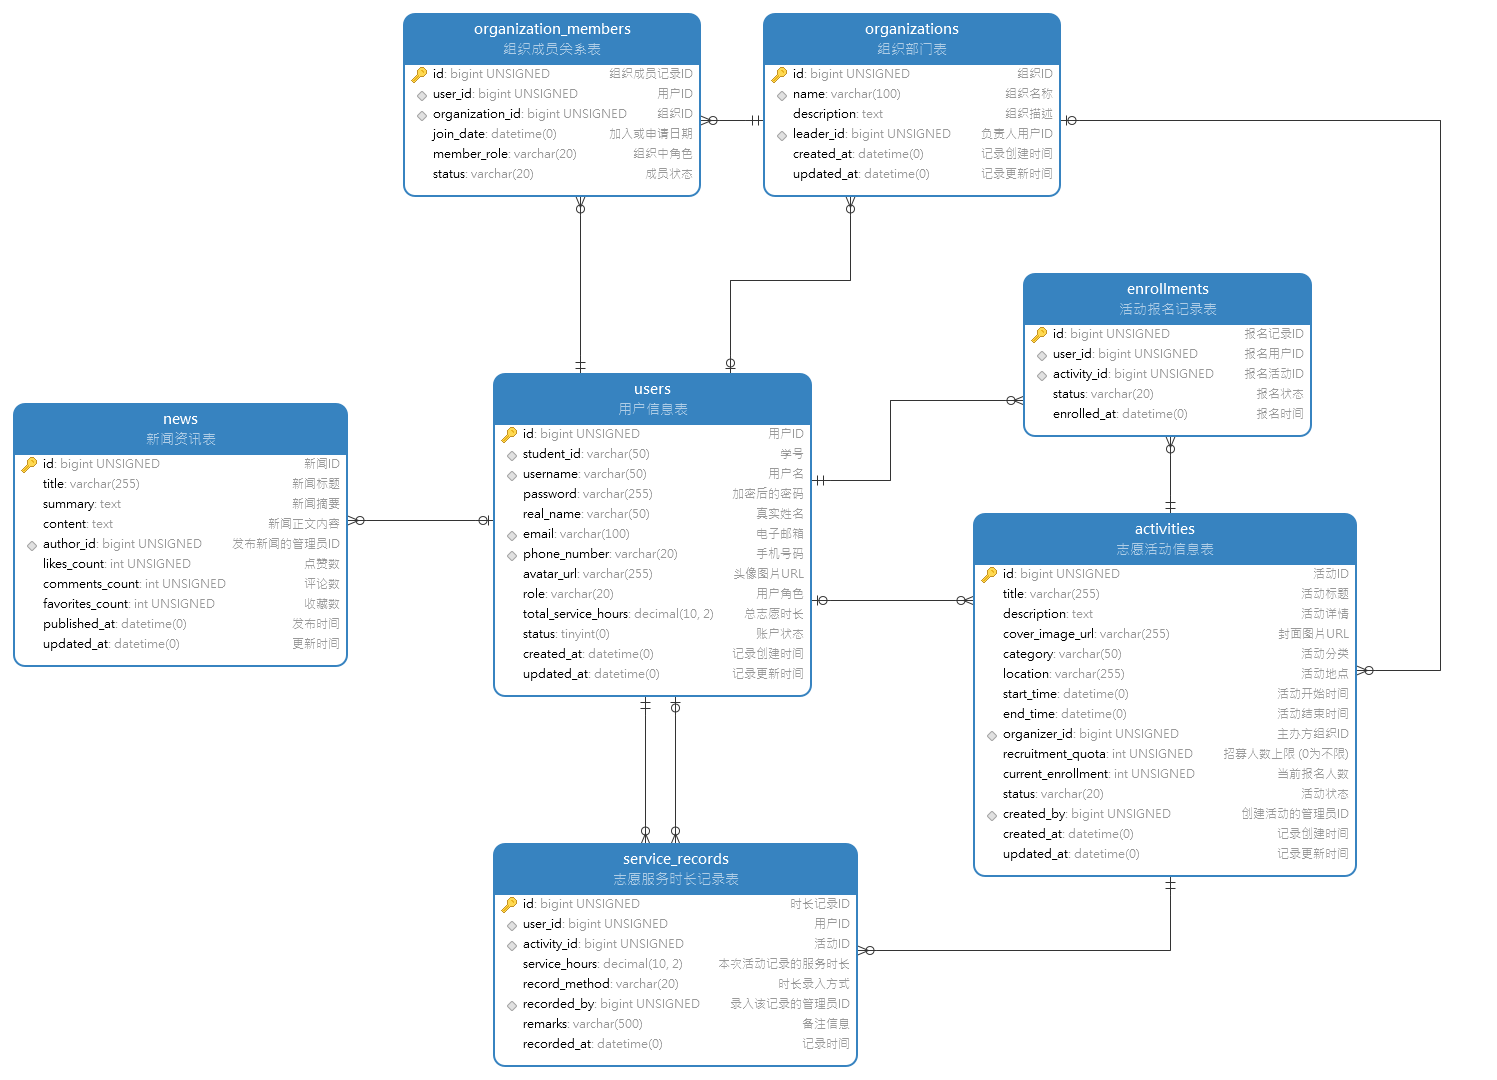 organization_members
组织成员关系表
id: bigint UNSIGNED 组织成员记录ID
user_id: bigint UNSIGNED 用户ID
organization_id: bigint UNSIGNED 组织ID
join_date: datetime(0) 加入或申请日期
member_role: varchar(20) 组织中角色
status: varchar(20) 成员状态
organizations
组织部门表
id: bigint UNSIGNED 组织ID
name: varchar(100) 组织名称
description: text 组织描述
leader_id: bigint UNSIGNED 负责人用户ID
created_at: datetime(0) 记录创建时间
updated_at: datetime(0) 记录更新时间
enrollments
活动报名记录表
id: bigint UNSIGNED 报名记录ID
user_id: bigint UNSIGNED 报名用户ID
activity_id: bigint UNSIGNED 报名活动ID
status: varchar(20) 报名状态
enrolled_at: datetime(0) 报名时间
users
用户信息表
id: bigint UNSIGNED 用户ID
student_id: varchar(50) 学号
username: varchar(50) 用户名
password: varchar(255) 加密后的密码
real_name: varchar(50) 真实姓名
email: varchar(100) 电子邮箱
phone_number: varchar(20) 手机号码
avatar_url: varchar(255) 头像图片URL
role: varchar(20) 用户角色
total_service_hours: decimal(10, 2) 总志愿时长
status: tinyint(0) 账户状态
created_at: datetime(0) 记录创建时间
updated_at: datetime(0) 记录更新时间
news
新闻资讯表
id: bigint UNSIGNED 新闻ID
title: varchar(255) 新闻标题
summary: text 新闻摘要
content: text 新闻正文内容
author_id: bigint UNSIGNED 发布新闻的管理员ID
likes_count: int UNSIGNED 点赞数
comments_count: int UNSIGNED 评论数
favorites_count: int UNSIGNED 收藏数
published_at: datetime(0) 发布时间
updated_at: datetime(0) 更新时间
activities
志愿活动信息表
id: bigint UNSIGNED 活动ID
title: varchar(255) 活动标题
description: text 活动详情
cover_image_url: varchar(255) 封面图片URL
category: varchar(50) 活动分类
location: varchar(255) 活动地点
start_time: datetime(0) 活动开始时间
end_time: datetime(0) 活动结束时间
organizer_id: bigint UNSIGNED 主办方组织ID
recruitment_quota: int UNSIGNED 招募人数上限 (0为不限)
current_enrollment: int UNSIGNED 当前报名人数
status: varchar(20) 活动状态
created_by: bigint UNSIGNED 创建活动的管理员ID
created_at: datetime(0) 记录创建时间
updated_at: datetime(0) 记录更新时间
service_records
志愿服务时长记录表
id: bigint UNSIGNED 时长记录ID
user_id: bigint UNSIGNED 用户ID
activity_id: bigint UNSIGNED 活动ID
service_hours: decimal(10, 2) 本次活动记录的服务时长
record_method: varchar(20) 时长录入方式
recorded_by: bigint UNSIGNED 录入该记录的管理员ID
remarks: varchar(500) 备注信息
recorded_at: datetime(0) 记录时间